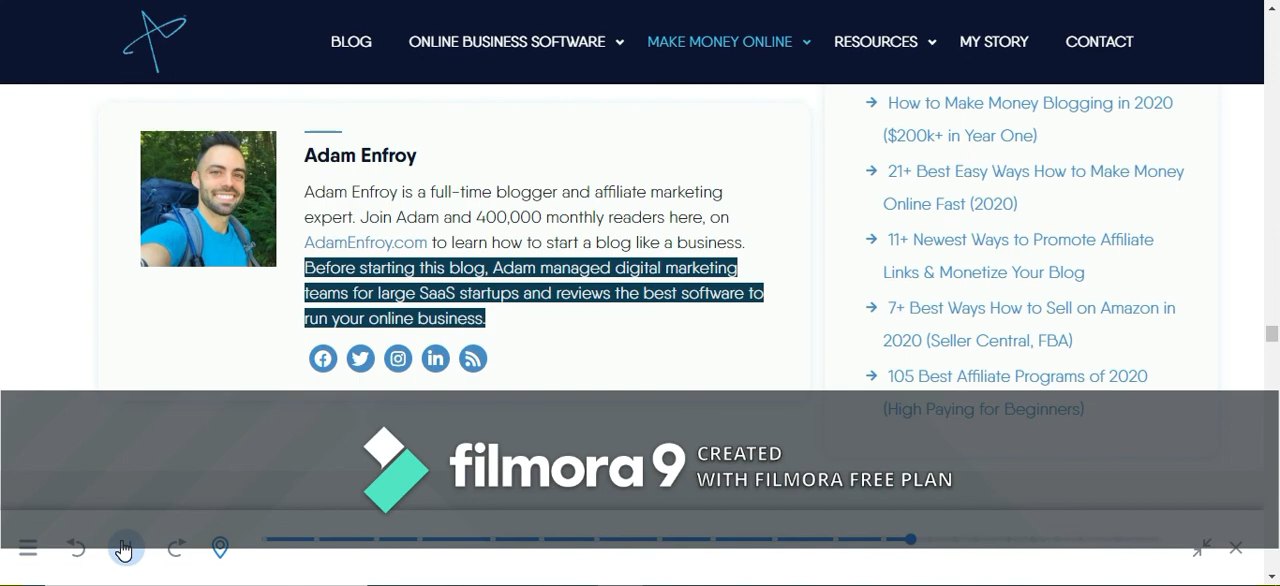 BLOG ONLINE BUSINESS SOFTWARE MAKE MONEY ONLINE RESOURCES MY STORY CONTACT
Adam Enfroy
Adam Enfroy is a full-time blogger and affiliate marketing
expert. Join Adam and 400,000 monthly readers here, on
AdamEnfroy.com to learn how to start a blog like a business.
Before starting this blog, Adam managed digital marketing
teams for large SaaS startups and reviews the best software to
run your online business.
How to Make Money Blogging in 2020
($200k+ in Year One)
21+ Best Easy Ways How to Make Money
Online Fast (2020)
11+ Newest Ways to Promote Affiliate
Links & Monetize Your Blog
7+ Best Ways How to Sell on Amazon in
2020 (Seller Central, FBA)
105 Best Affiliate Programs of 2020
(High Paying for Beginners)
filmora 9
CREATED
WITH FILMORA FREE PLAN